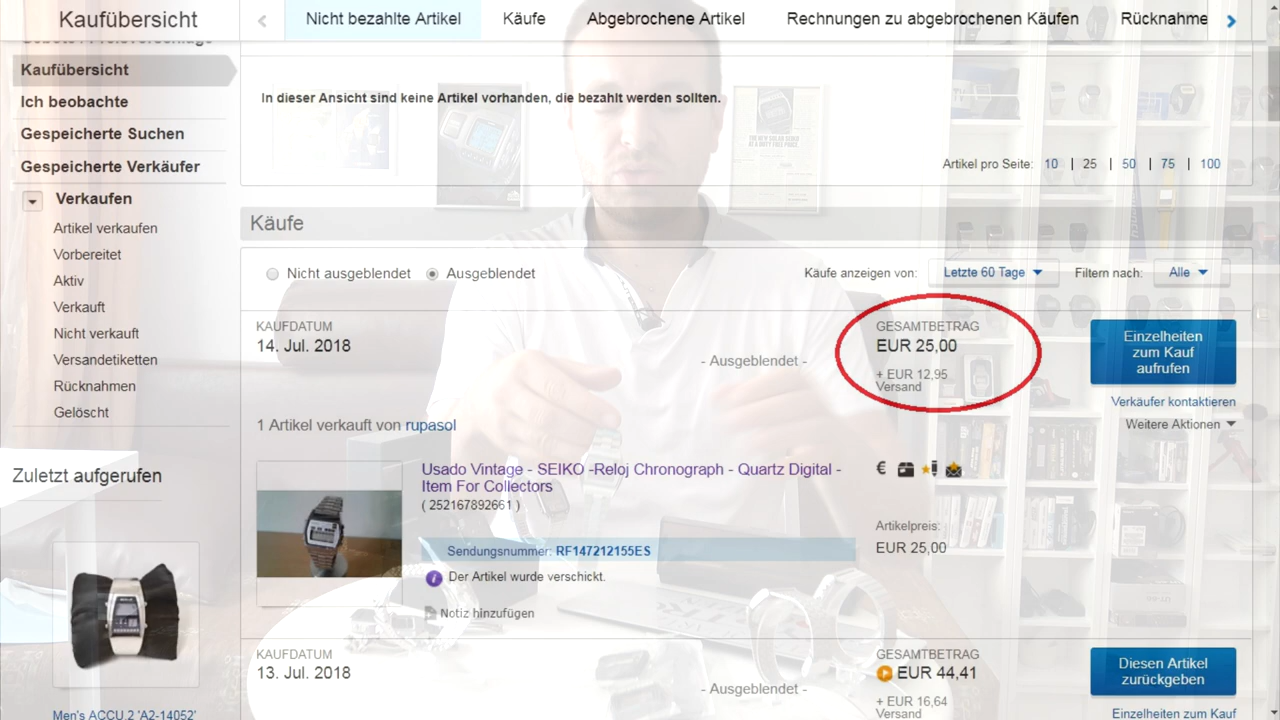 Kaufübersicht
Nicht bezahlte Artikel
Käufe
Abgebrochene Artikel
Rechnungen zu abgebrochenen Käufen
Rücknahme
Kaufübersicht
Ich beobachte
Gespeicherte Suchen
Gespeicherte Verkäufer
Verkaufen
Artikel verkaufen
Vorbereitet
Aktiv
Verkauft
Nicht verkauft
Versandetiketten
Rücknahmen
Gelöscht
Zuletzt aufgerufen
Men's ACCU.2 'A2-14052'
In dieser Ansicht sind keine Artikel vorhanden, die bezahlt werden sollten.
Artikel pro Seite: 10 | 25 | 50 | 75 | 100
Käufe
Nicht ausgeblendet
Ausgeblendet
Käufe anzeigen von:
Letzte 60 Tage
Filtern nach:
Alle
KAUFDATUM
14. Jul. 2018
- Ausgeblendet -
GESAMTBETRAG
EUR 25,00
+ EUR 12,95
Versand
Einzelheiten
zum Kauf
aufrufen
Verkäufer kontaktieren
Weitere Aktionen
1 Artikel verkauft von rupasol
Usado Vintage - SEIKO -Reloj Chronograph - Quartz Digital -
Item For Collectors
( 252167892661 )
€
Artikelpreis:
EUR 25,00
Sendungsnummer: RF147212155ES
Der Artikel wurde verschickt.
Notiz hinzufügen
KAUFDATUM
13. Jul. 2018
- Ausgeblendet -
GESAMTBETRAG
EUR 44,41
+ EUR 16,64
Versand
Diesen Artikel
zurückgeben
Einzelheiten zum Kauf